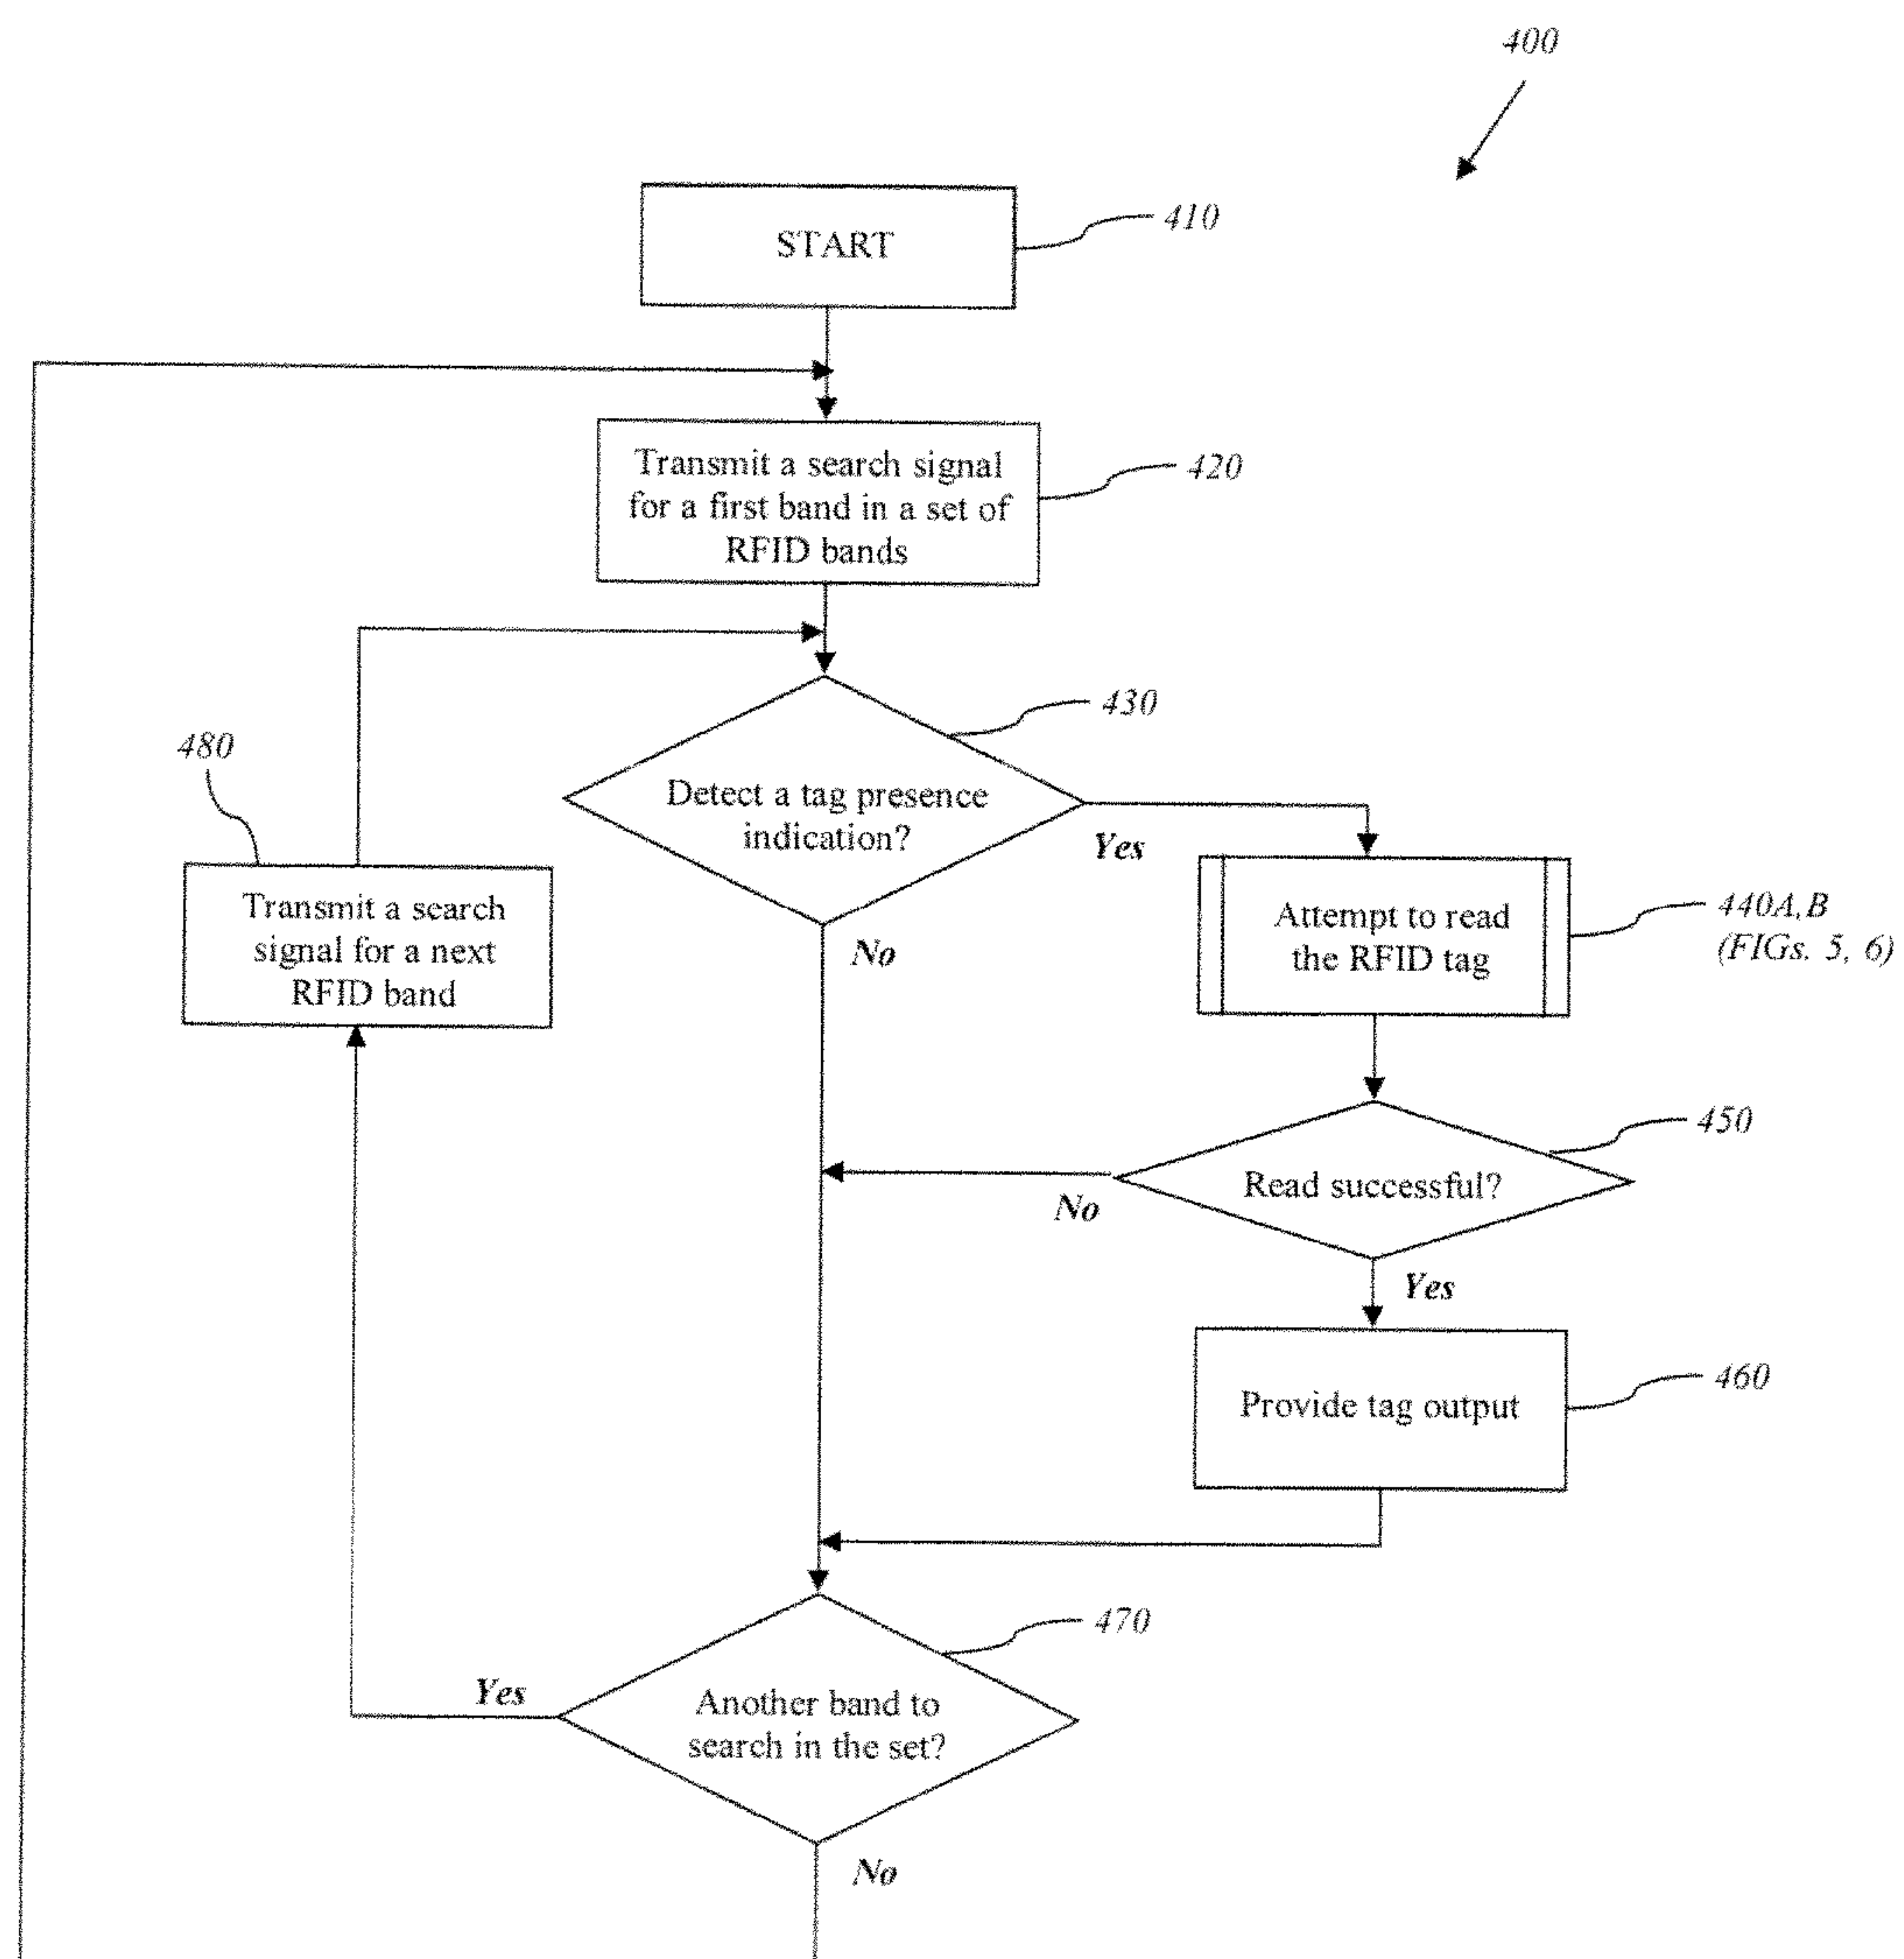 400
START
410
Transmit a search signal
for a first band in a set of
RFID bands
420
430
480
Detect a tag presence
indication?
Yes
No
Transmit a search
signal for a next
RFID band
Attempt to read
the RFID tag
440A,B
(FIGs. 5, 6)
450
Read successful?
No
Yes
Provide tag output
460
470
Another band to
search in the set?
Yes
No